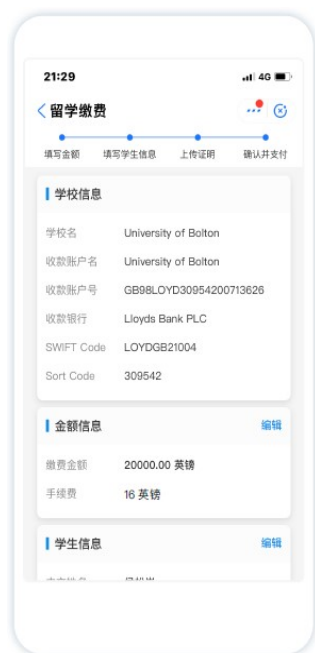 21:29
4G
留学缴费
填写金额 填写学生信息 上传证明 确认并支付
学校信息
学校名 University of Bolton
收款账户名 University of Bolton
收款账户号 GB98LOYD30954200713626
收款银行 Lloyds Bank PLC
SWIFT Code LOYDGB21004
Sort Code 309542
金额信息 编辑
缴费金额 20000.00 英镑
手续费 16 英镑
学生信息 编辑